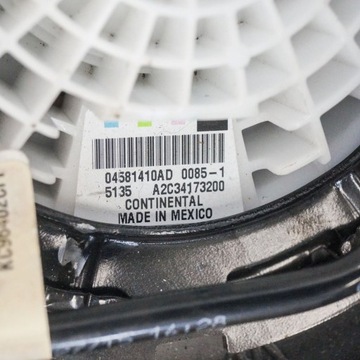 04581410AD 0085-1
5135 A2C34173200
CONTINENTAL
MADE IN MEXICO